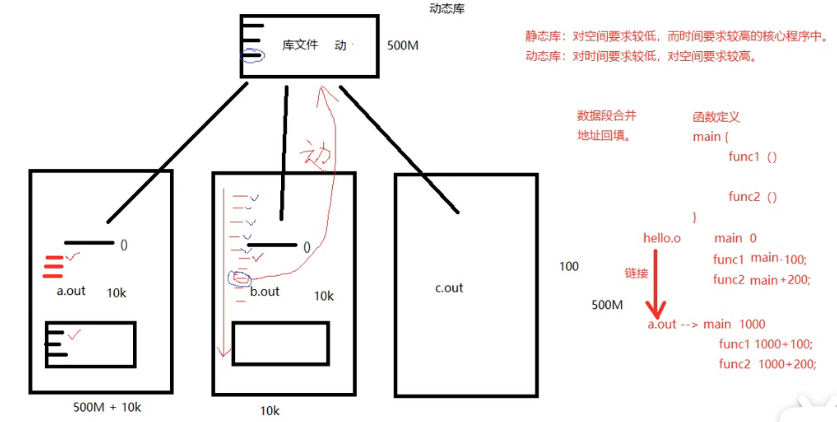 动态库
库文件 动
500M
静态库：对空间要求较低，而时间要求较高的核心程序中。
动态库：对时间要求较低，对空间要求较高。
数据段合并
地址回填。
函数定义
main {
func1（）
func2（）
}
动
()
a.out 10k
500M + 10k
()
b.out 10k
10k
c.out
100
500M
hello.o main 0
func1 main-100;
func2 main+200;
链接
a.out --> main 1000
func1 1000+100;
func2 1000+200;